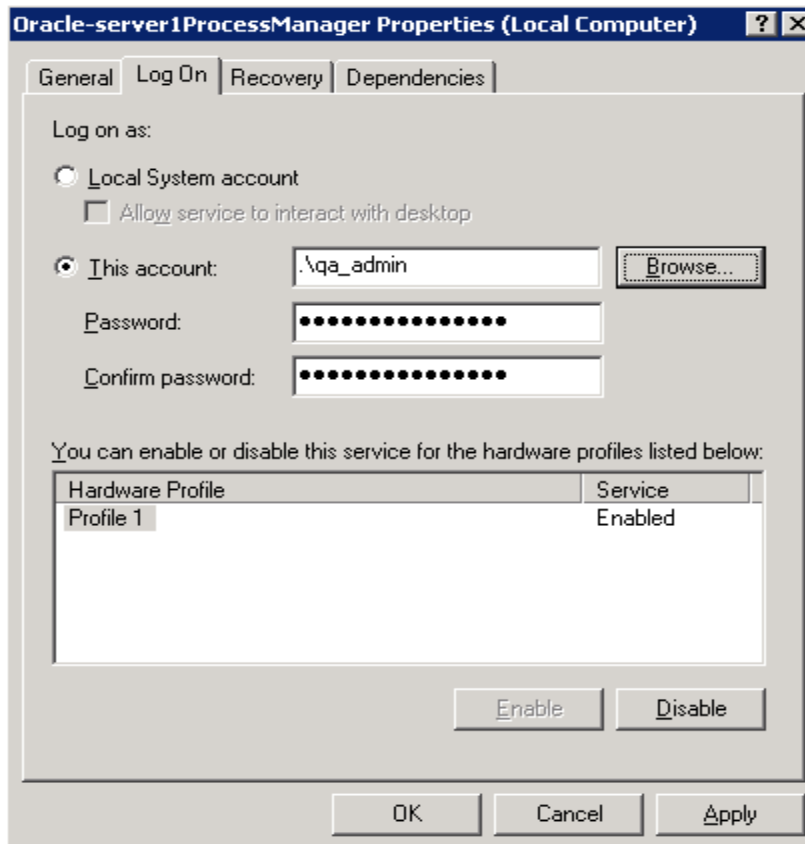 Oracle-server1ProcessManager Properties (Local Computer)
General Log On Recovery Dependencies
Log on as:
Local System account
Allow service to interact with desktop
This account: .\qa_admin Browse...
Password: •••••••••••••••
Confirm password: •••••••••••••••
You can enable or disable this service for the hardware profiles listed below:
Hardware Profile Service
Profile 1 Enabled
Enable Disable
OK Cancel Apply